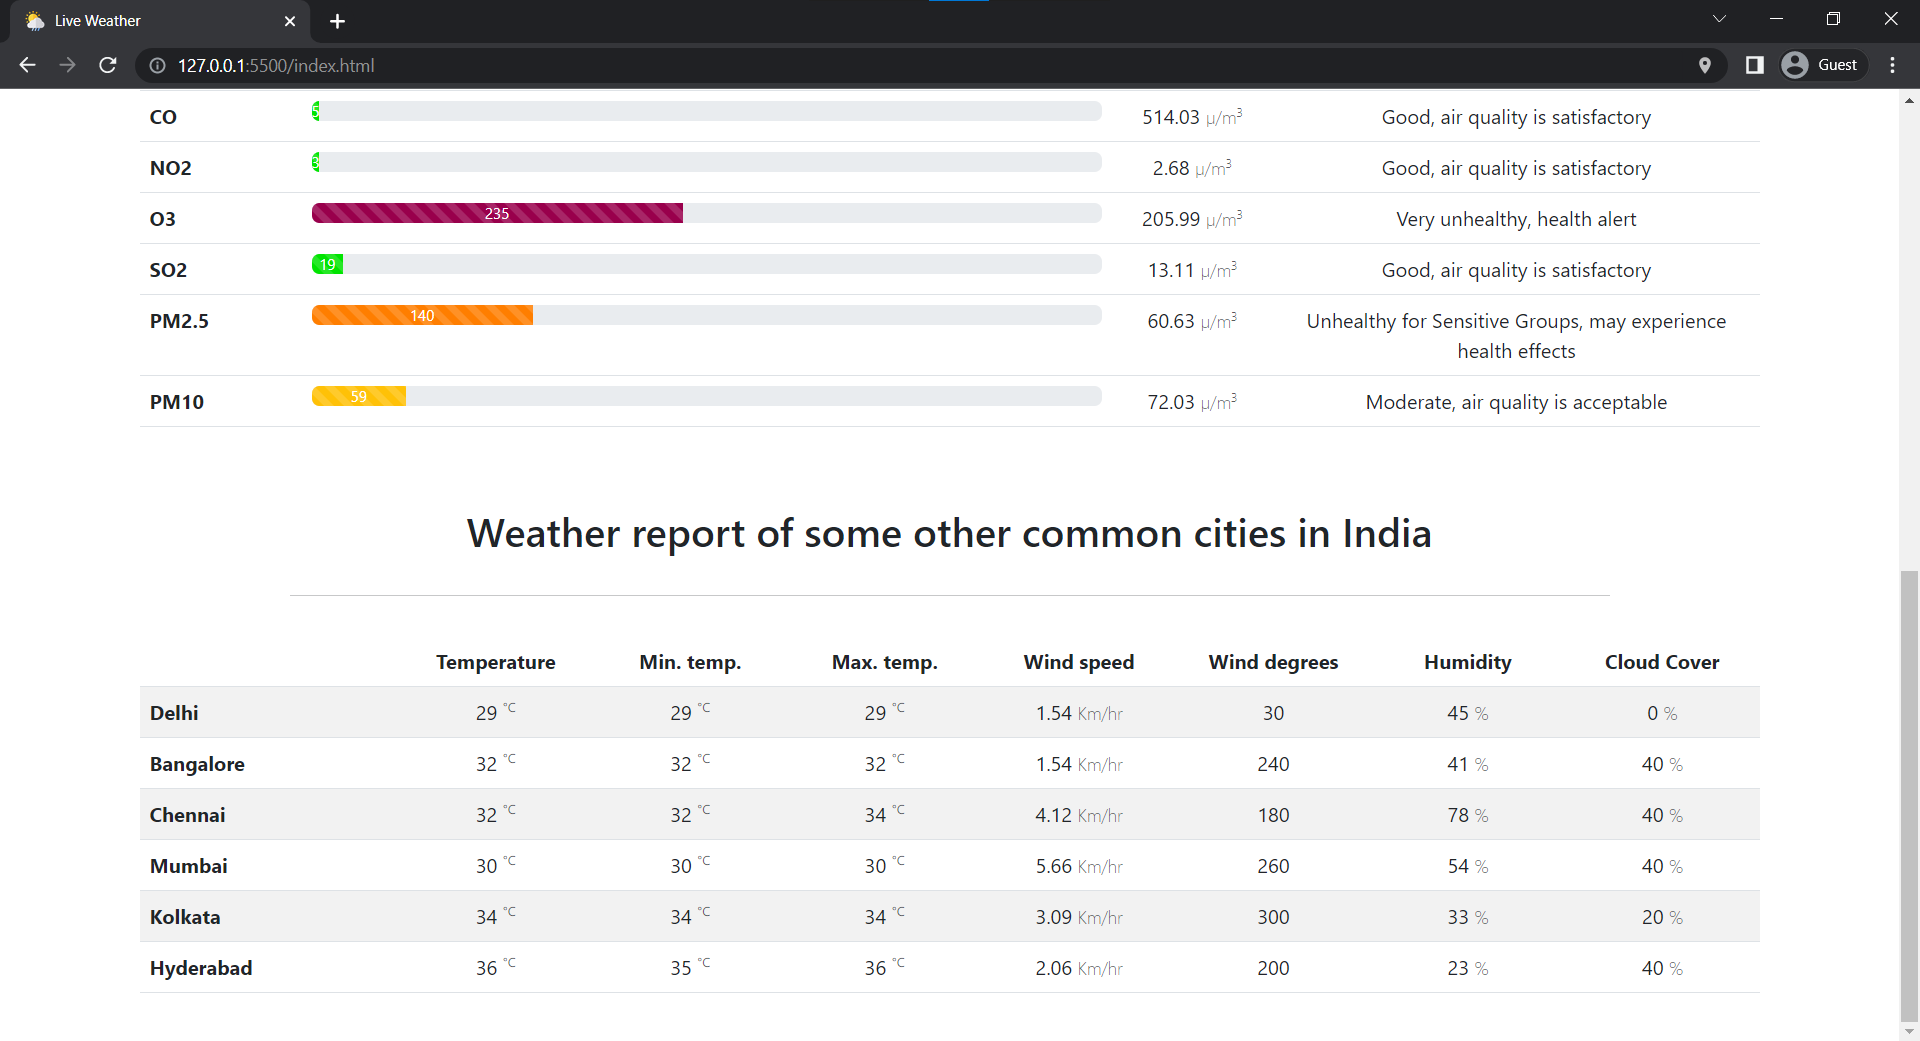 Live Weather
127.0.0.1:5500/index.html
Guest
CO 5 514.03 μ/m³ Good, air quality is satisfactory
NO2 3 2.68 μ/m³ Good, air quality is satisfactory
O3 235 205.99 μ/m³ Very unhealthy, health alert
SO2 19 13.11 μ/m³ Good, air quality is satisfactory
PM2.5 140 60.63 μ/m³ Unhealthy for Sensitive Groups, may experience
health effects
PM10 59 72.03 μ/m³ Moderate, air quality is acceptable
Weather report of some other common cities in India
Temperature Min. temp. Max. temp. Wind speed Wind degrees Humidity Cloud Cover
Delhi 29 °C 29 °C 29 °C 1.54 Km/hr 30 45 % 0 %
Bangalore 32 °C 32 °C 32 °C 1.54 Km/hr 240 41 % 40 %
Chennai 32 °C 32 °C 34 °C 4.12 Km/hr 180 78 % 40 %
Mumbai 30 °C 30 °C 30 °C 5.66 Km/hr 260 54 % 40 %
Kolkata 34 °C 34 °C 34 °C 3.09 Km/hr 300 33 % 20 %
Hyderabad 36 °C 35 °C 36 °C 2.06 Km/hr 200 23 % 40 %